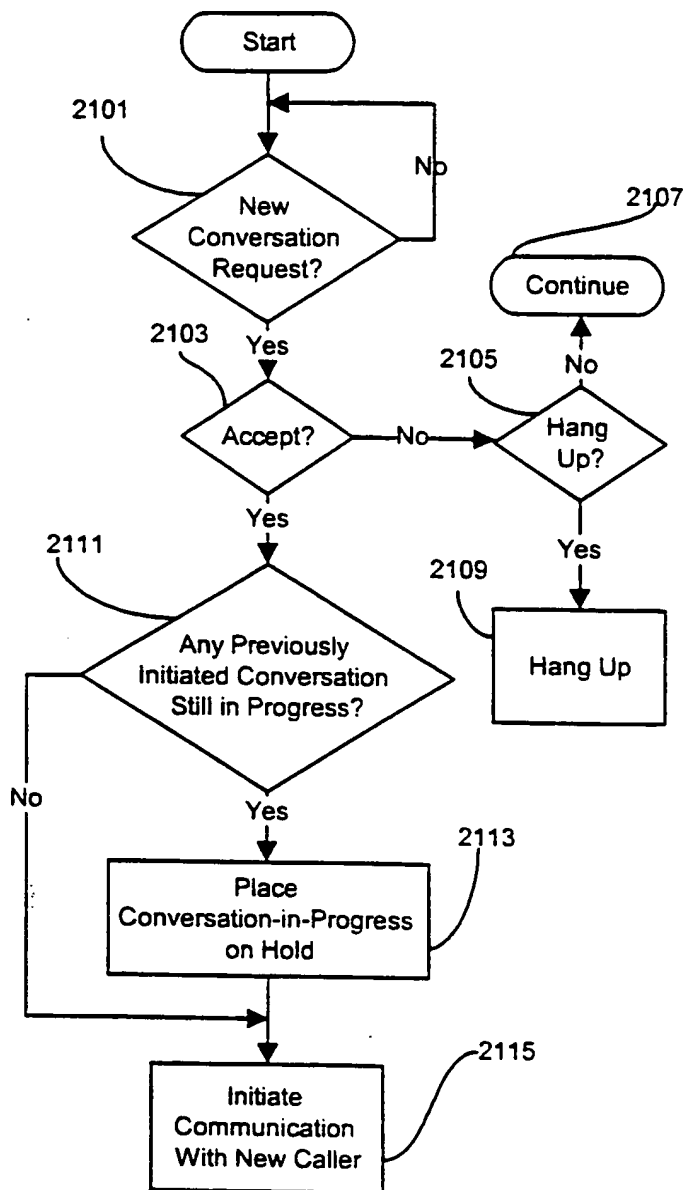 Start
2101
No
New
Conversation
Request?
2107
Continue
Yes
2103
2105
No
Accept?
No
Hang
Up?
Yes
Yes
2111
2109
Any Previously
Initiated Conversation
Still in Progress?
Hang Up
No
Yes
2113
Place
Conversation-in-Progress
on Hold
2115
Initiate
Communication
With New Caller